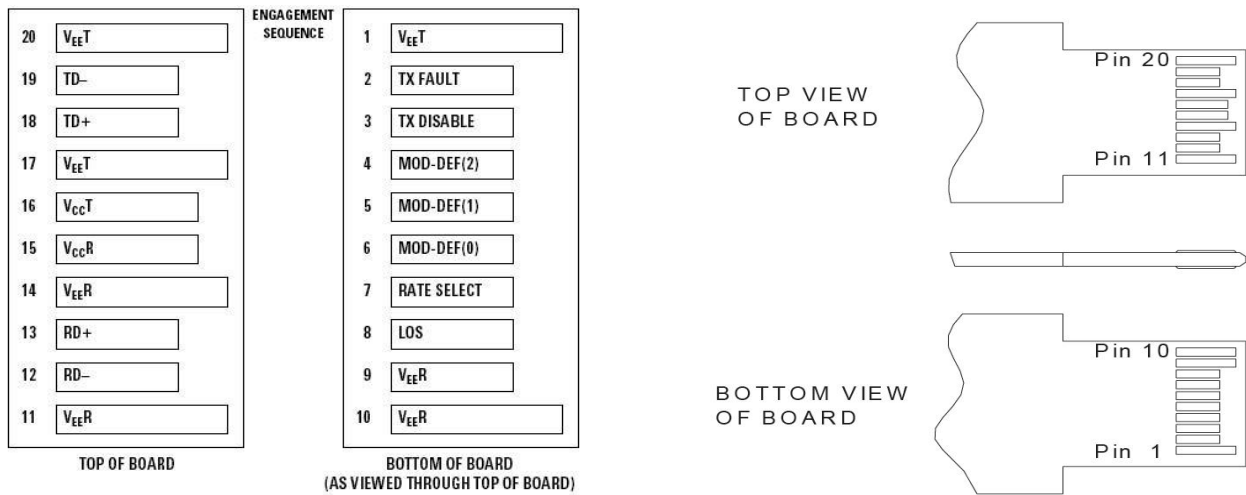 ENGAGEMENT
SEQUENCE
20 VEET
19 TD–
18 TD+
17 VEET
16 VCCT
15 VCCR
14 VEER
13 RD+
12 RD–
11 VEER
TOP OF BOARD
1 VEET
2 TX FAULT
3 TX DISABLE
4 MOD-DEF(2)
5 MOD-DEF(1)
6 MOD-DEF(0)
7 RATE SELECT
8 LOS
9 VEER
10 VEER
BOTTOM OF BOARD
(AS VIEWED THROUGH TOP OF BOARD)
TOP VIEW
OF BOARD
Pin 20
Pin 11
BOTTOM VIEW
OF BOARD
Pin 10
Pin 1